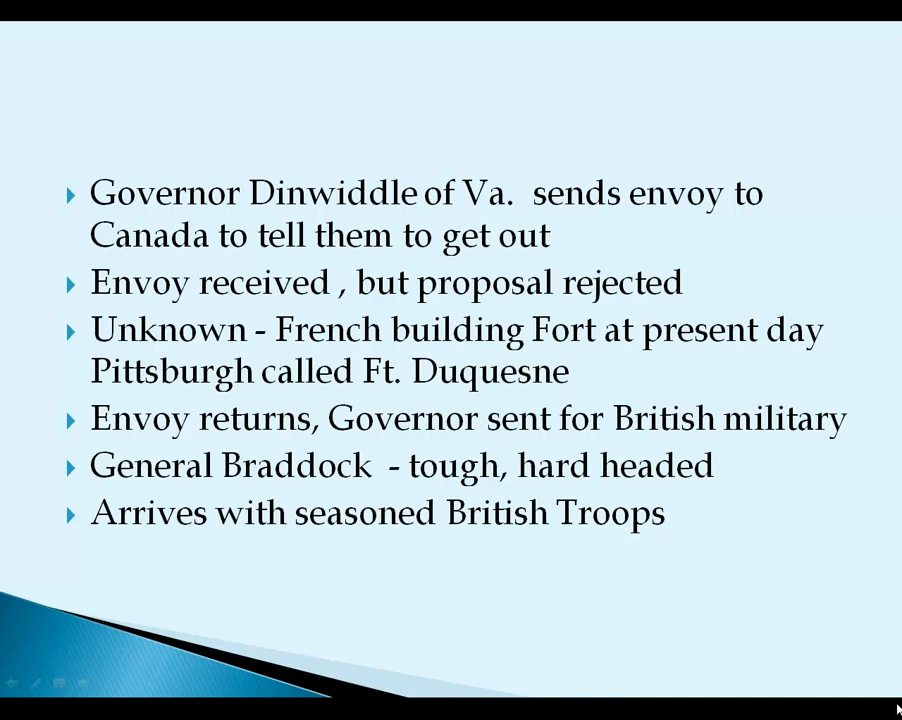 Governor Dinwiddle of Va.  sends envoy to
Canada to tell them to get out
Envoy received , but proposal rejected
Unknown - French building Fort at present day
Pittsburgh called Ft. Duquesne
Envoy returns, Governor sent for British military
General Braddock  - tough, hard headed
Arrives with seasoned British Troops